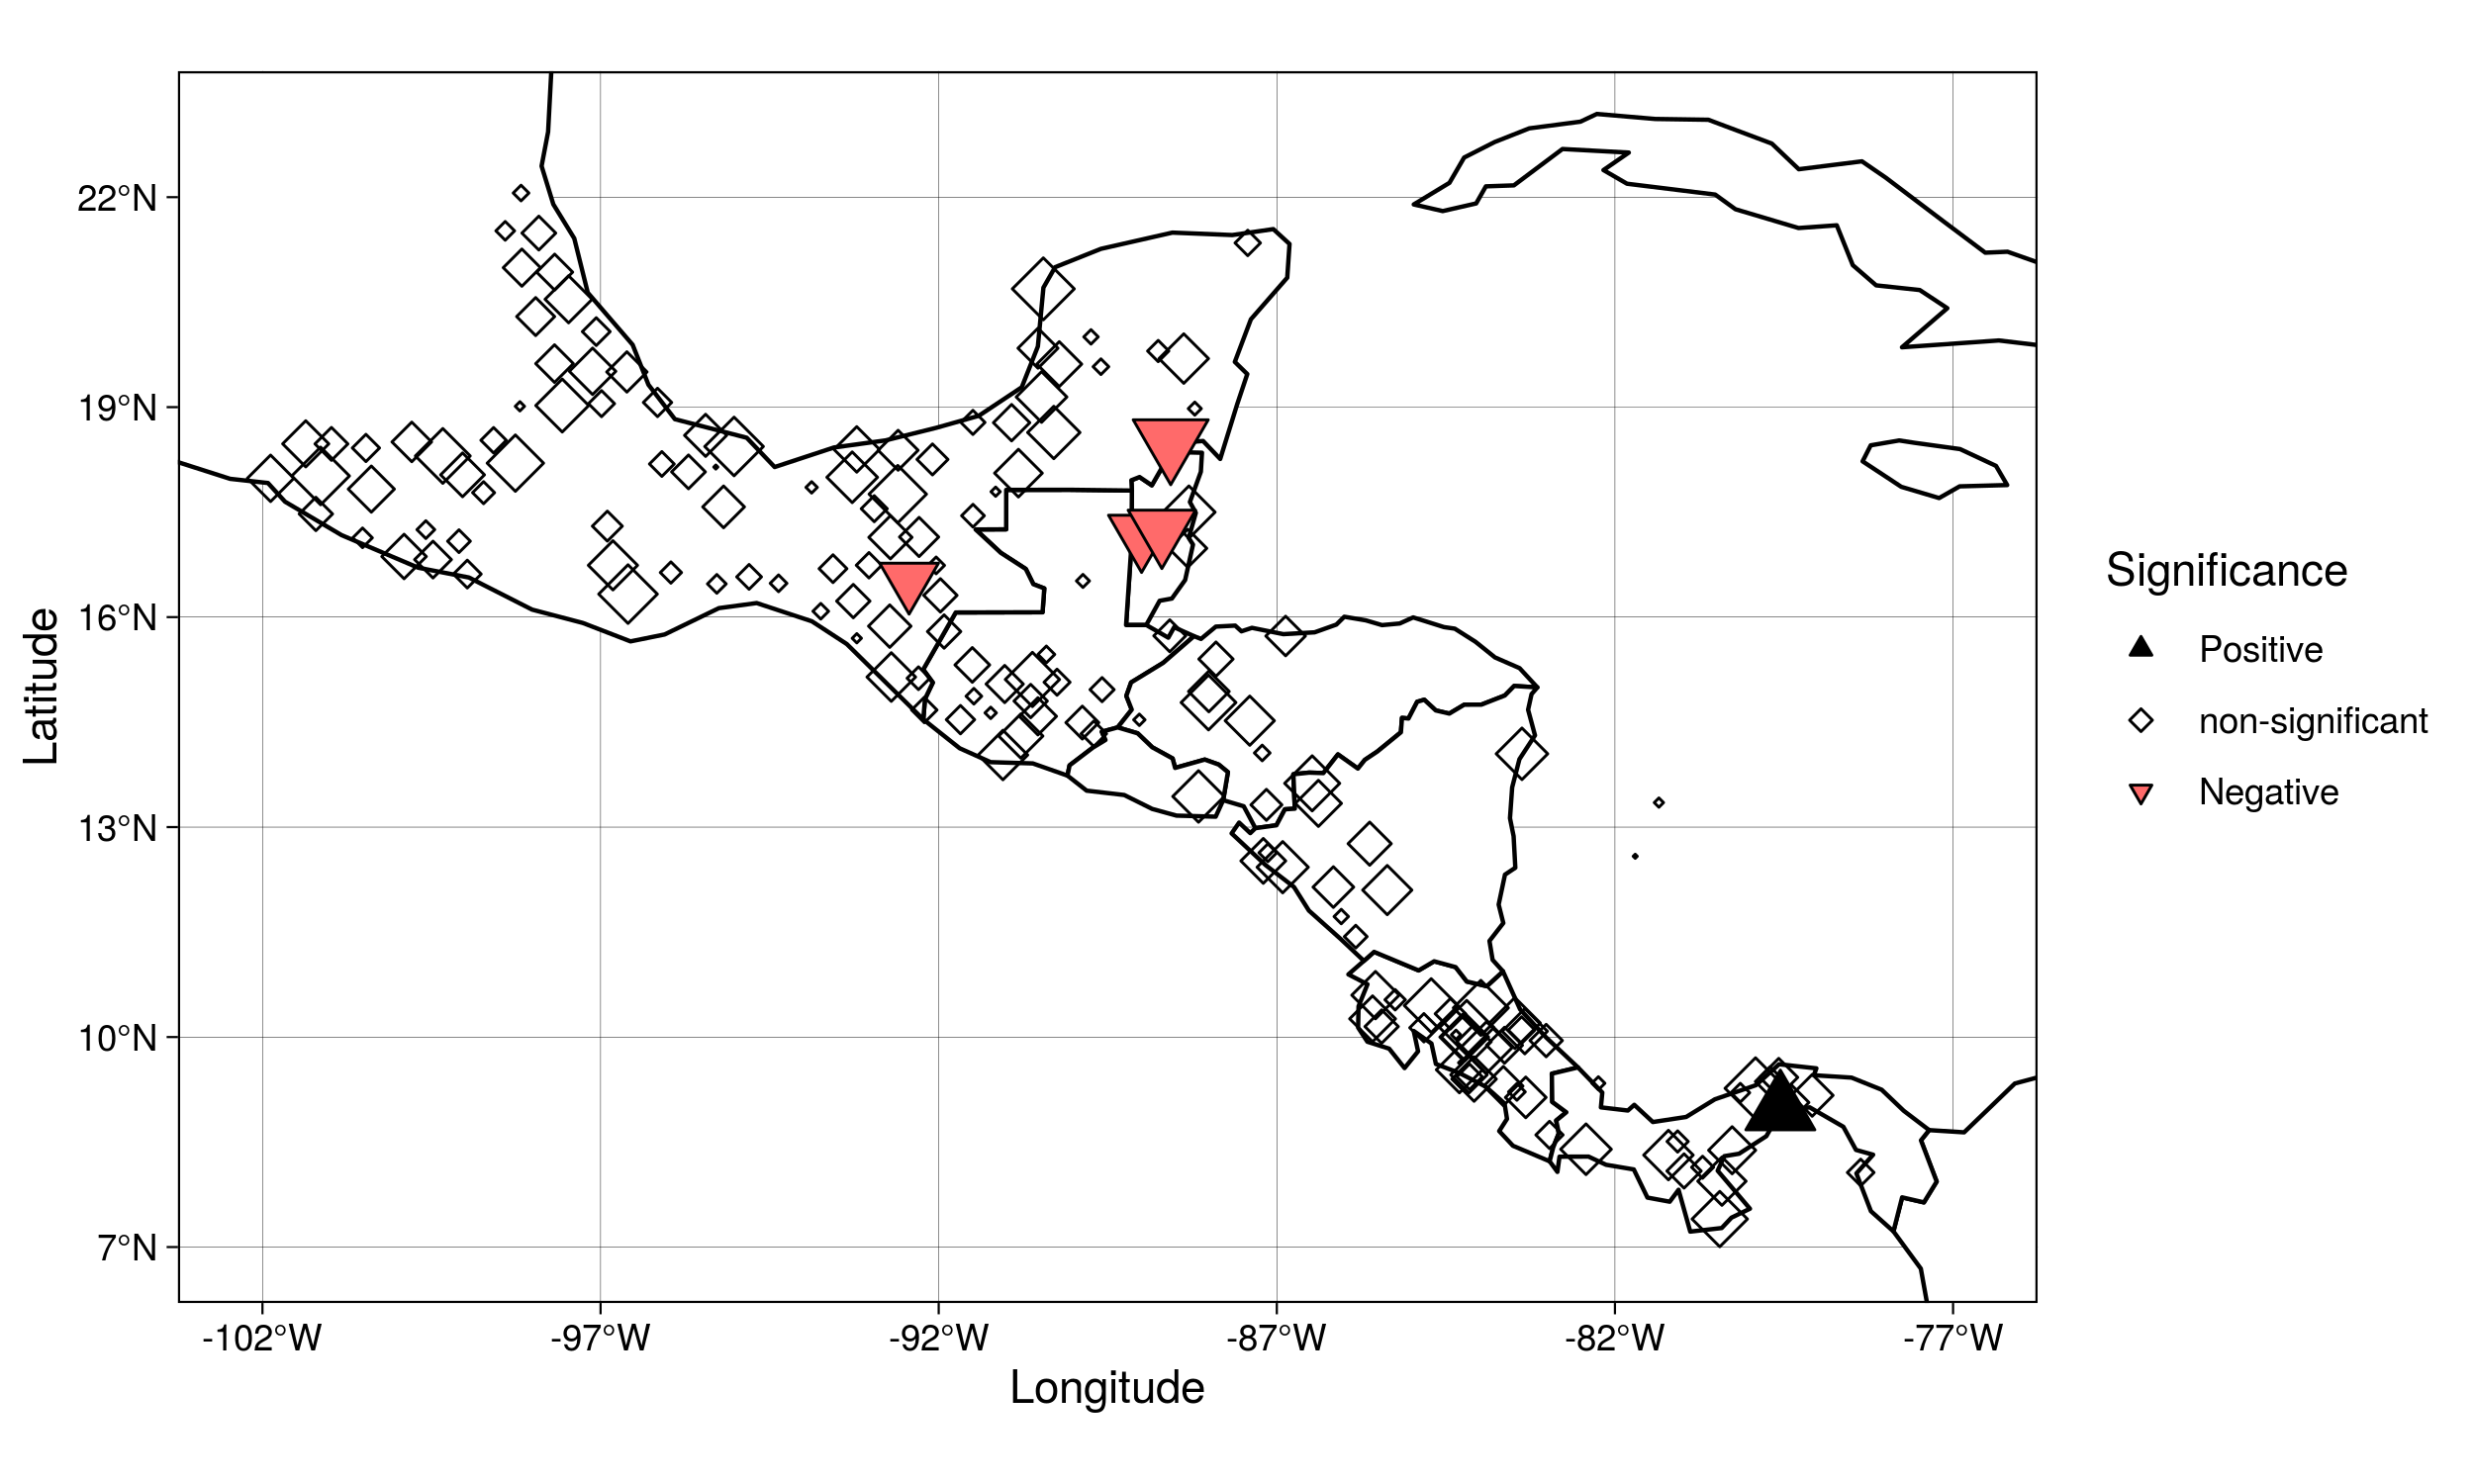 22°N
19°N
16°N
13°N
10°N
7°N
Latitude
-102°W
-97°W
-92°W
-87°W
-82°W
-77°W
Longitude
Significance
Positive
non-significant
Negative